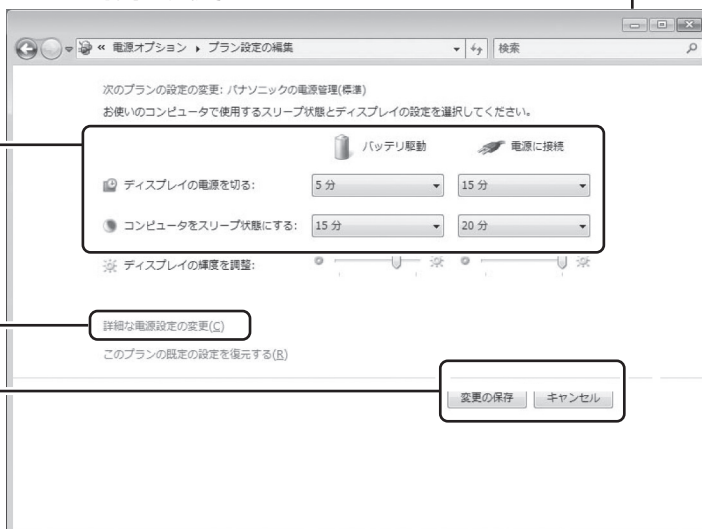 « 電源オプション ▸ プラン設定の編集 検索
次のプランの設定の変更: パナソニックの電源管理(標準)
お使いのコンピュータで使用するスリープ状態とディスプレイの設定を選択してください。
バッテリ駆動 電源に接続
ディスプレイの電源を切る: 5 分 15 分
コンピュータをスリープ状態にする: 15 分 20 分
ディスプレイの輝度を調整:
詳細な電源設定の変更(C)
このプランの既定の設定を復元する(R)
変更の保存 キャンセル